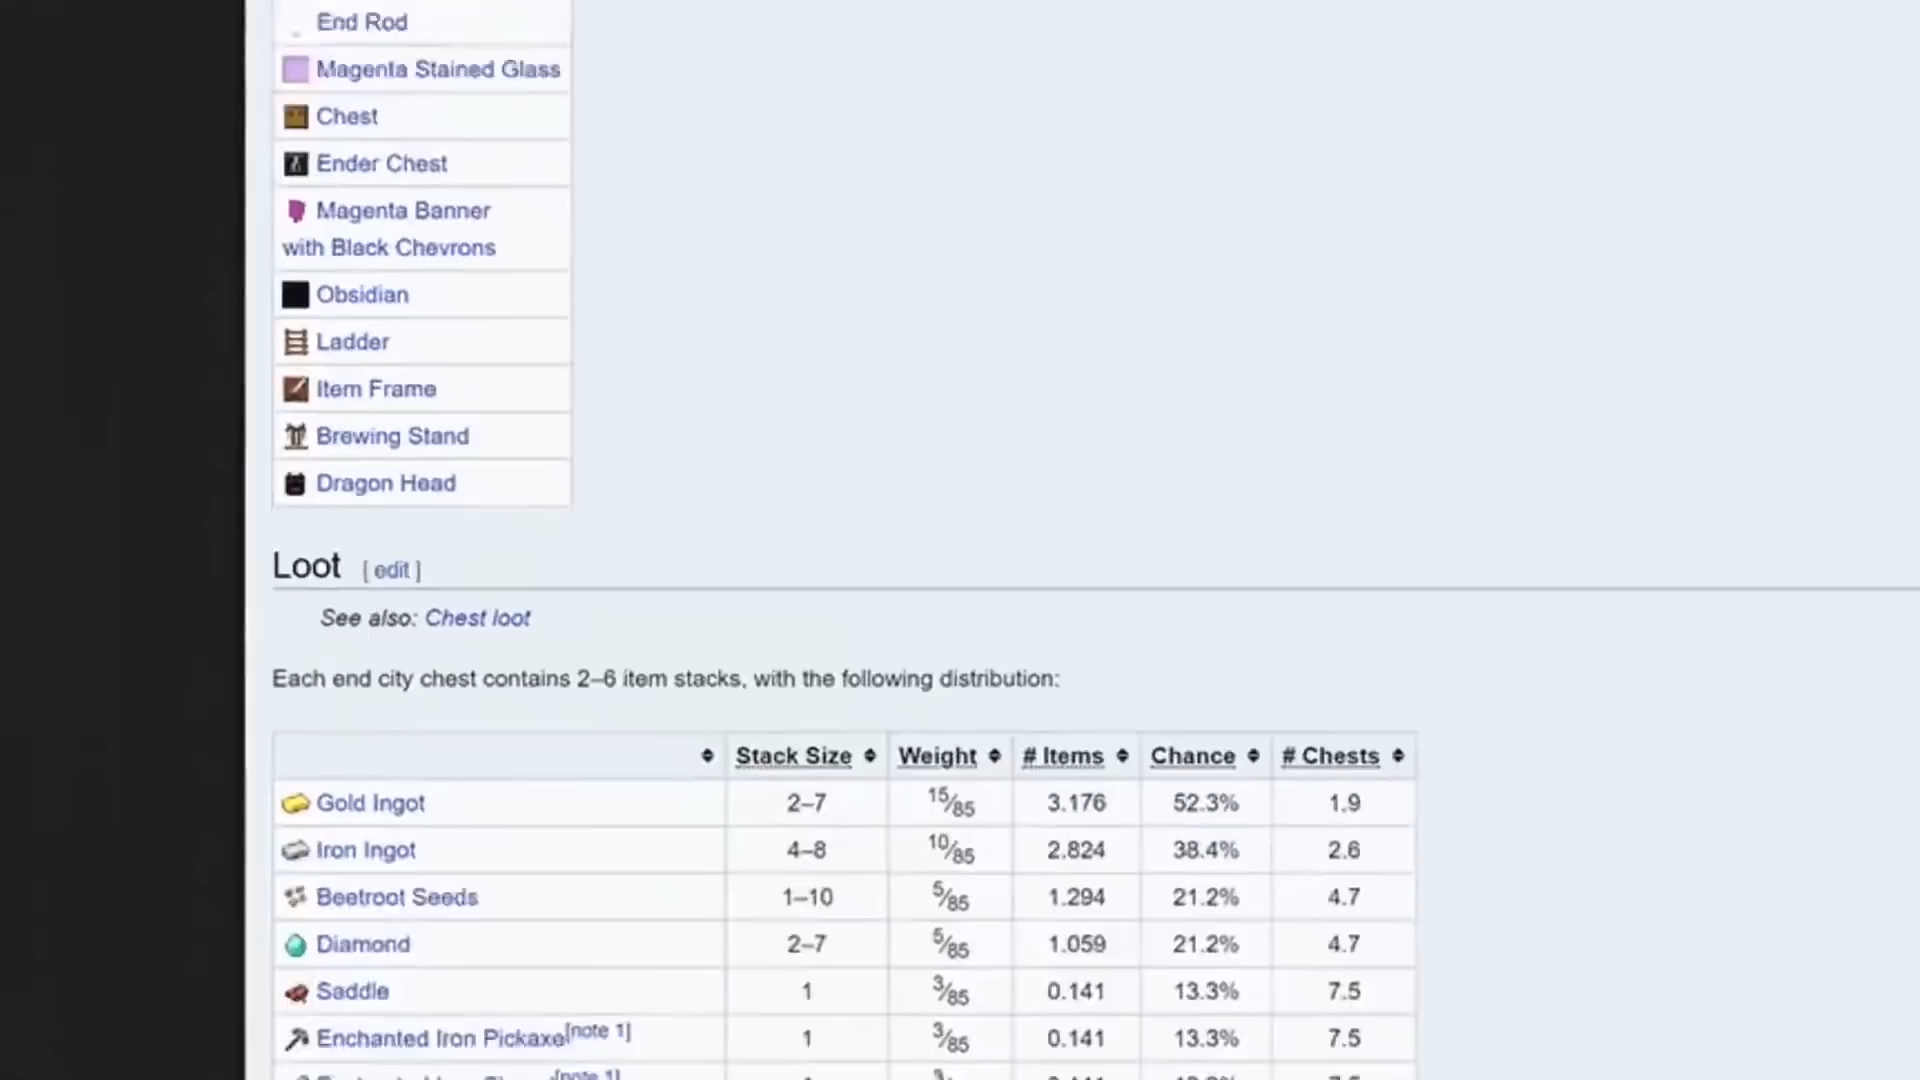 End Rod
Magenta Stained Glass
Chest
Ender Chest
Magenta Banner
with Black Chevrons
Obsidian
Ladder
Item Frame
Brewing Stand
Dragon Head
Loot [ edit ]
See also: Chest loot
Each end city chest contains 2–6 item stacks, with the following distribution:
Stack Size Weight # Items Chance # Chests
Gold Ingot 2–7 15/85 3.176 52.3% 1.9
Iron Ingot 4–8 10/85 2.824 38.4% 2.6
Beetroot Seeds 1–10 5/85 1.294 21.2% 4.7
Diamond 2–7 5/85 1.059 21.2% 4.7
Saddle 1 3/85 0.141 13.3% 7.5
Enchanted Iron Pickaxe[note 1] 1 3/85 0.141 13.3% 7.5